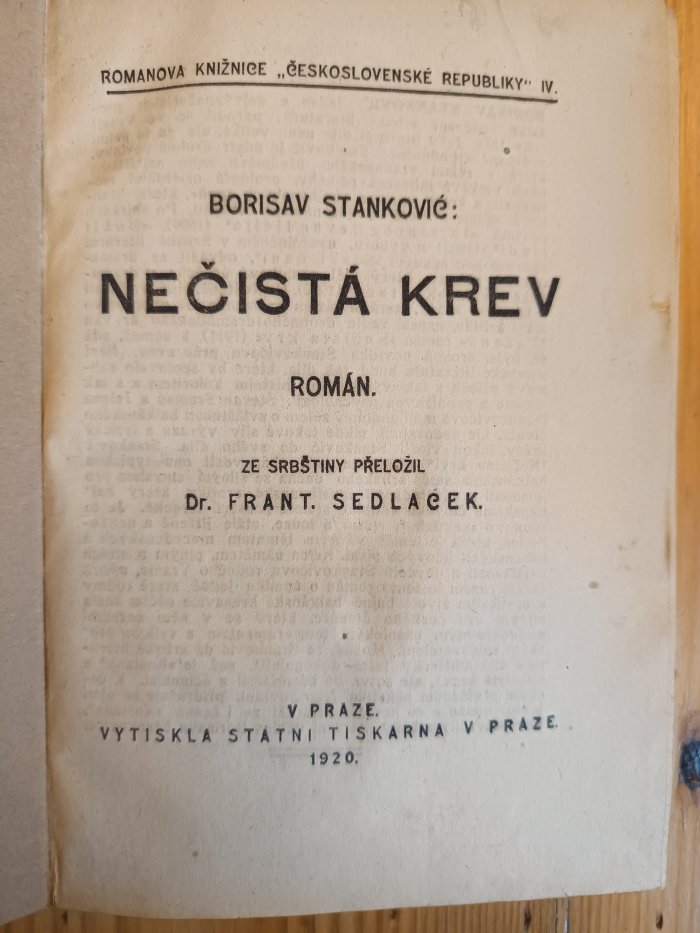 ROMANOVA KNIŽNICE „ČESKOSLOVENSKÉ REPUBLIKY" IV.
BORISAV STANKOVIĆ:
NEČISTÁ KREV
ROMÁN.
ZE SRBŠTINY PŘELOŽIL
Dr. FRANT. SEDLAČEK.
V PRAZE.
VYTISKLA STÁTNÍ TISKARNA V PRAZE.
1920.